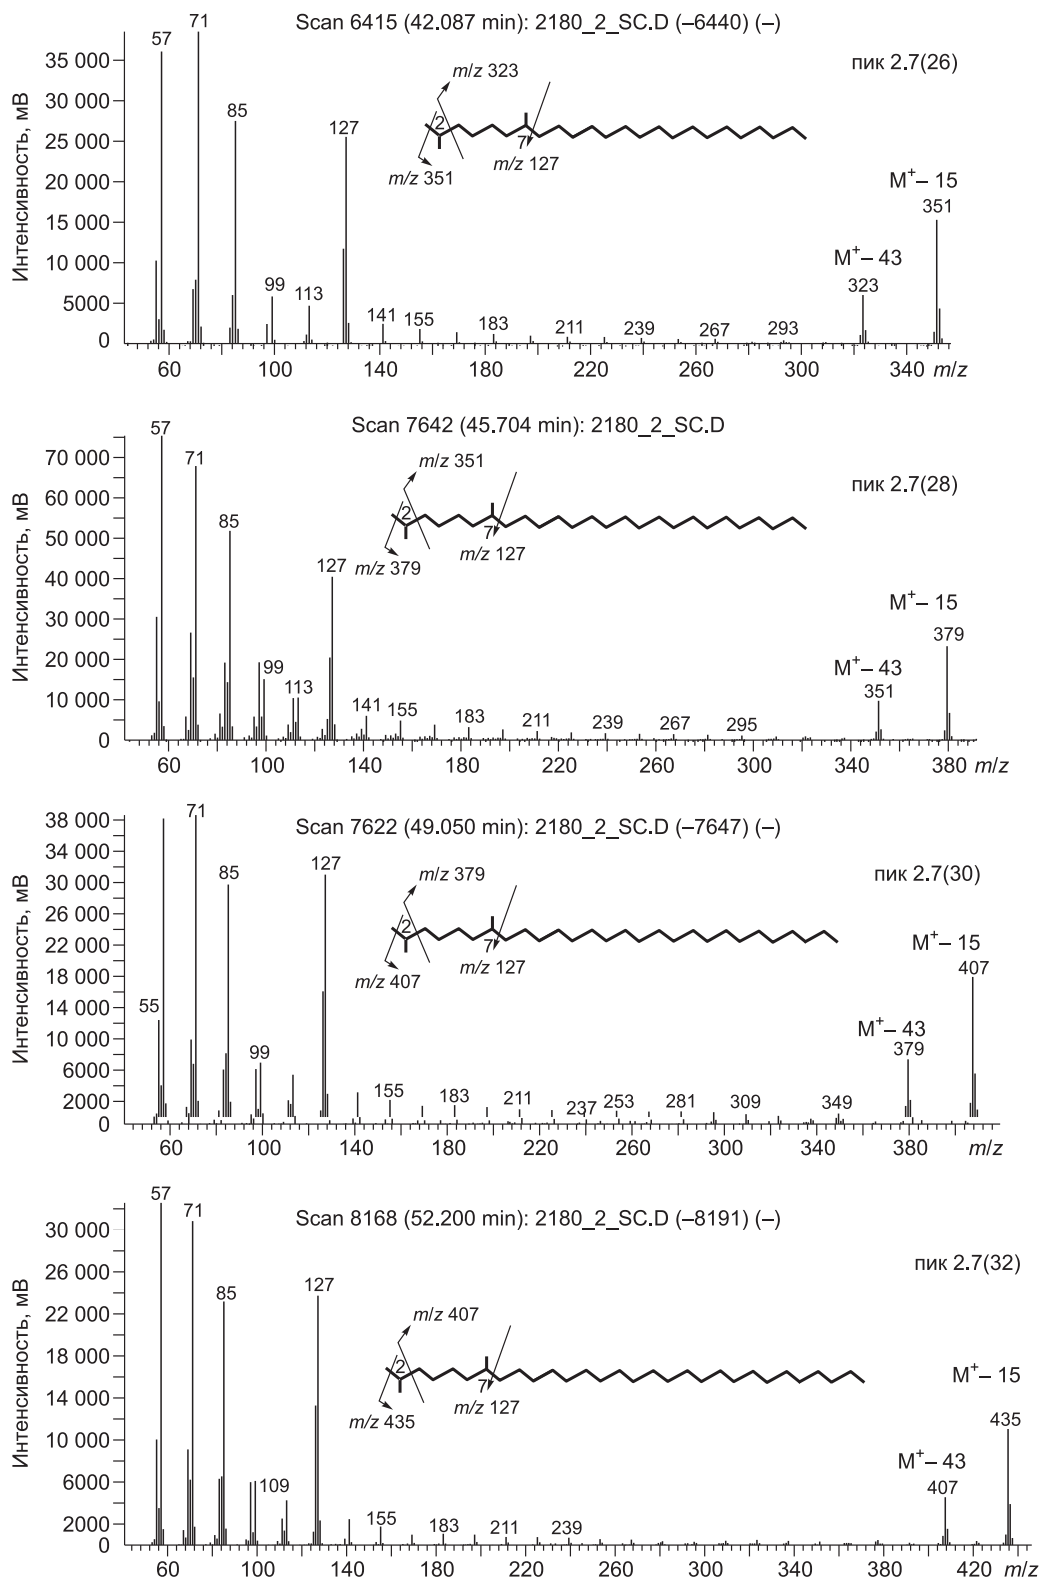 Scan 6415 (42.087 min): 2180_2_SC.D (–6440) (–)
пик 2.7(26)
Интенсивность, мВ
35 000
30 000
25 000
20 000
15 000
10 000
5000
0
57
71
85
99
113
127
141
155
183
211
239
267
293
323
351
M⁺– 43
M⁺– 15
m/z 323
2
7
m/z 127
m/z 351
60 100 140 180 220 260 300 340 m/z
Scan 7642 (45.704 min): 2180_2_SC.D
пик 2.7(28)
Интенсивность, мВ
70 000
60 000
50 000
40 000
30 000
20 000
10 000
0
57
71
85
99
113
127
141
155
183
211
239
267
295
351
379
M⁺– 43
M⁺– 15
m/z 351
2
7
m/z 127
m/z 379
60 100 140 180 220 260 300 340 380 m/z
Scan 7622 (49.050 min): 2180_2_SC.D (–7647) (–)
пик 2.7(30)
Интенсивность, мВ
38 000
34 000
30 000
26 000
22 000
18 000
14 000
10 000
6000
2000
0
55
71
85
99
127
155
183
211
237
253
281
309
349
379
407
M⁺– 43
M⁺– 15
m/z 379
2
7
m/z 127
m/z 407
60 100 140 180 220 260 300 340 380 m/z
Scan 8168 (52.200 min): 2180_2_SC.D (–8191) (–)
пик 2.7(32)
Интенсивность, мВ
30 000
26 000
22 000
18 000
14 000
10 000
6000
2000
0
57
71
85
109
127
155
183
211
239
407
435
M⁺– 43
M⁺– 15
m/z 407
2
7
m/z 127
m/z 435
60 100 140 180 220 260 300 340 380 420 m/z